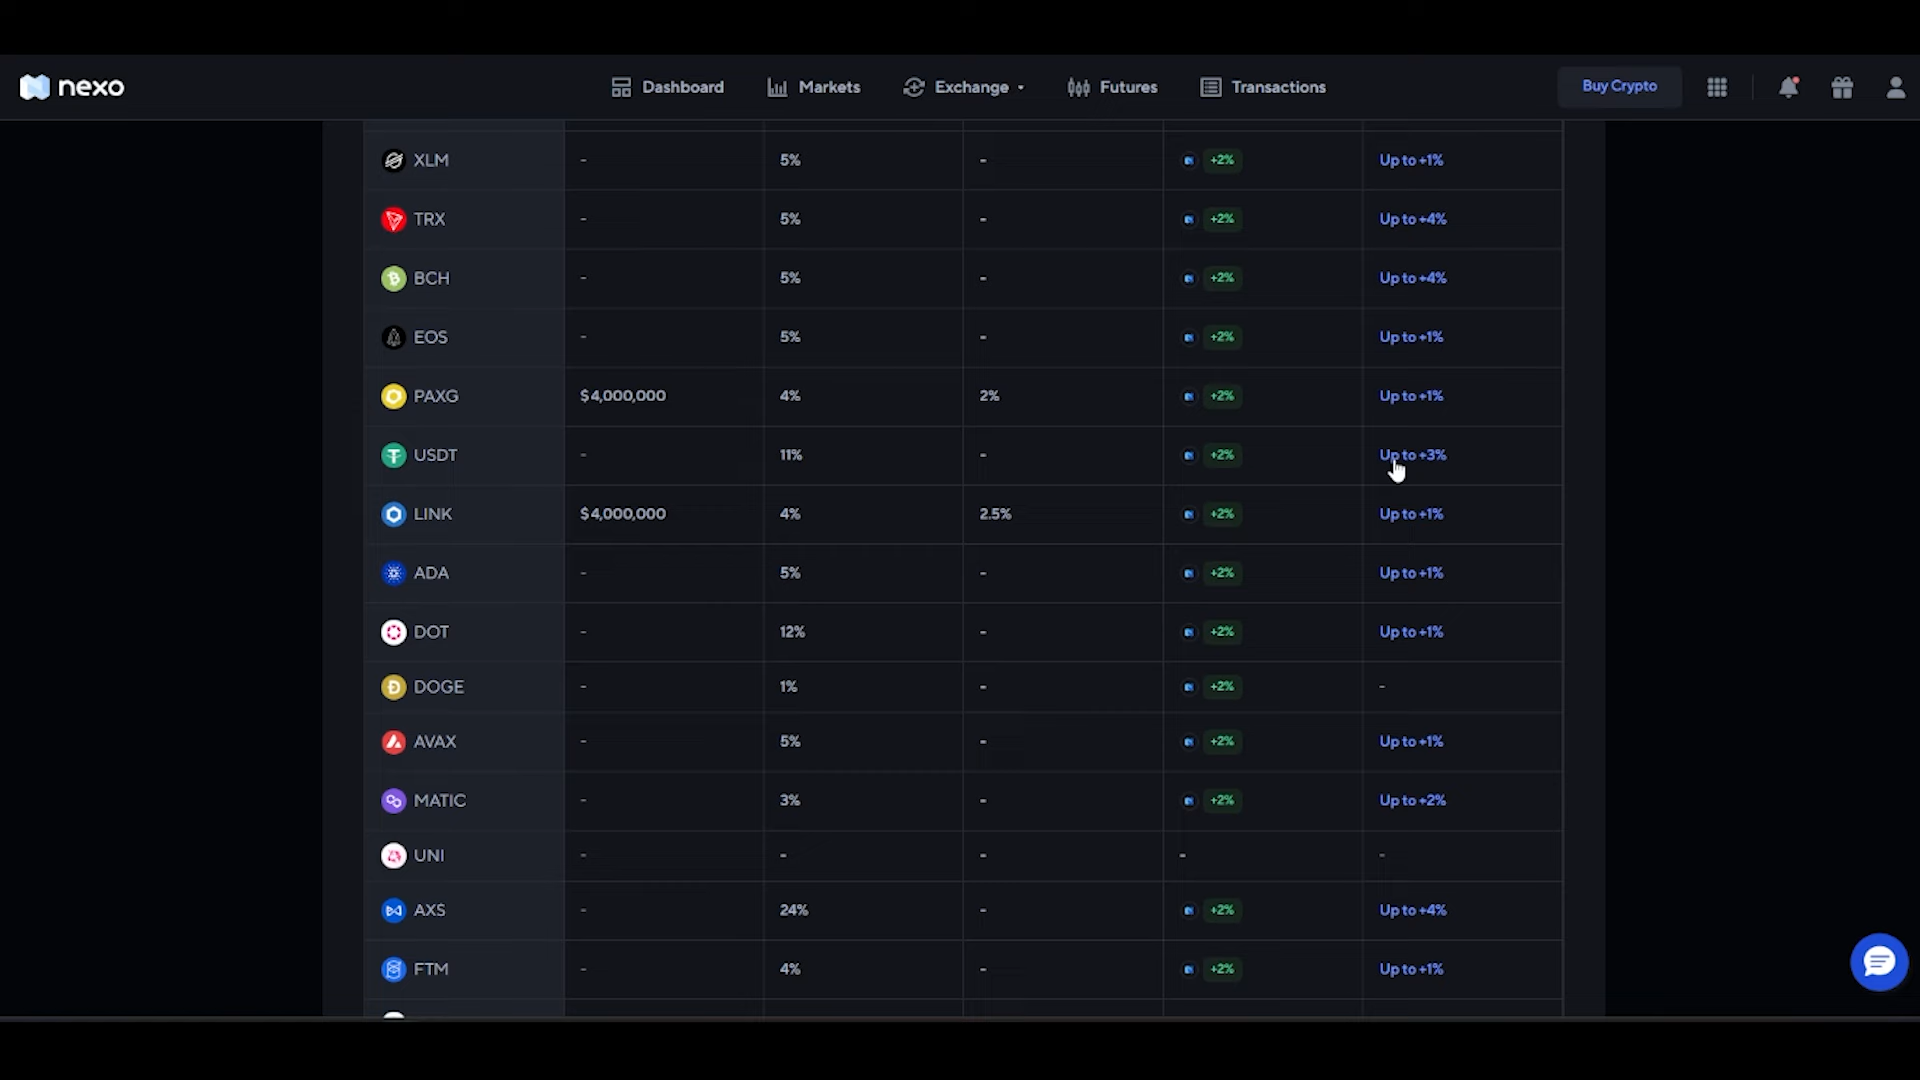 nexo Dashboard Markets Exchange Futures Transactions Buy Crypto
XLM - 5% - +2% Up to +1%
TRX - 5% - +2% Up to +4%
BCH - 5% - +2% Up to +4%
EOS - 5% - +2% Up to +1%
PAXG $4,000,000 4% 2% +2% Up to +1%
USDT - 11% - +2% Up to +3%
LINK $4,000,000 4% 2.5% +2% Up to +1%
ADA - 5% - +2% Up to +1%
DOT - 12% - +2% Up to +1%
DOGE - 1% - +2% -
AVAX - 5% - +2% Up to +1%
MATIC - 3% - +2% Up to +2%
UNI - - - - -
AXS - 24% - +2% Up to +4%
FTM - 4% - +2% Up to +1%